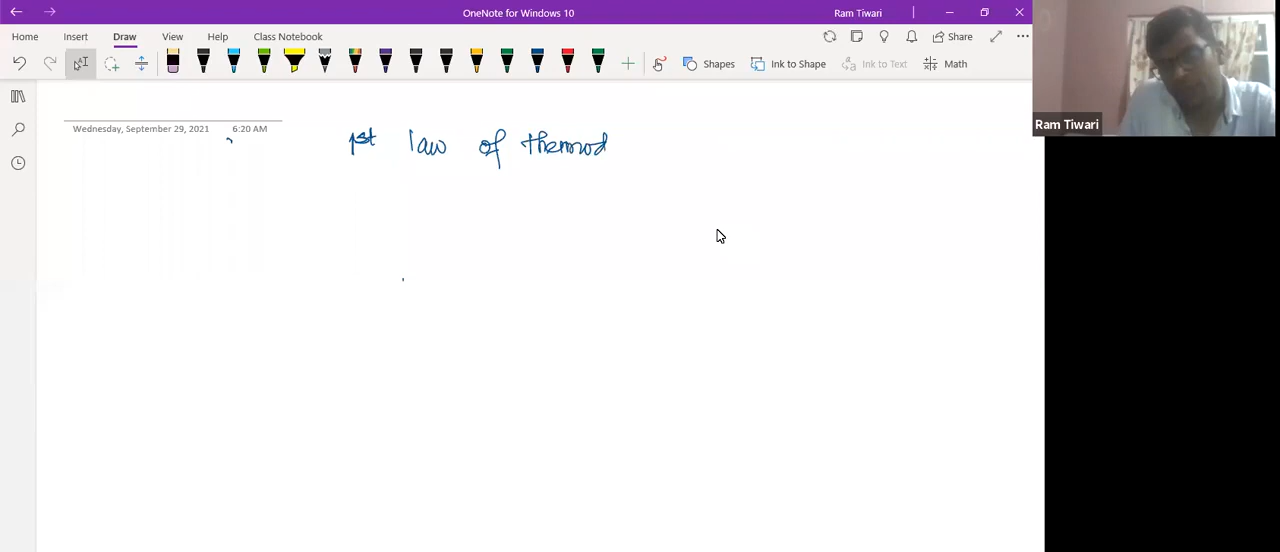 OneNote for Windows 10
Ram Tiwari
Home Insert Draw View Help Class Notebook
Share
Shapes Ink to Shape Ink to Text Math
Wednesday, September 29, 2021 6:20 AM
1st law of themod
Ram Tiwari